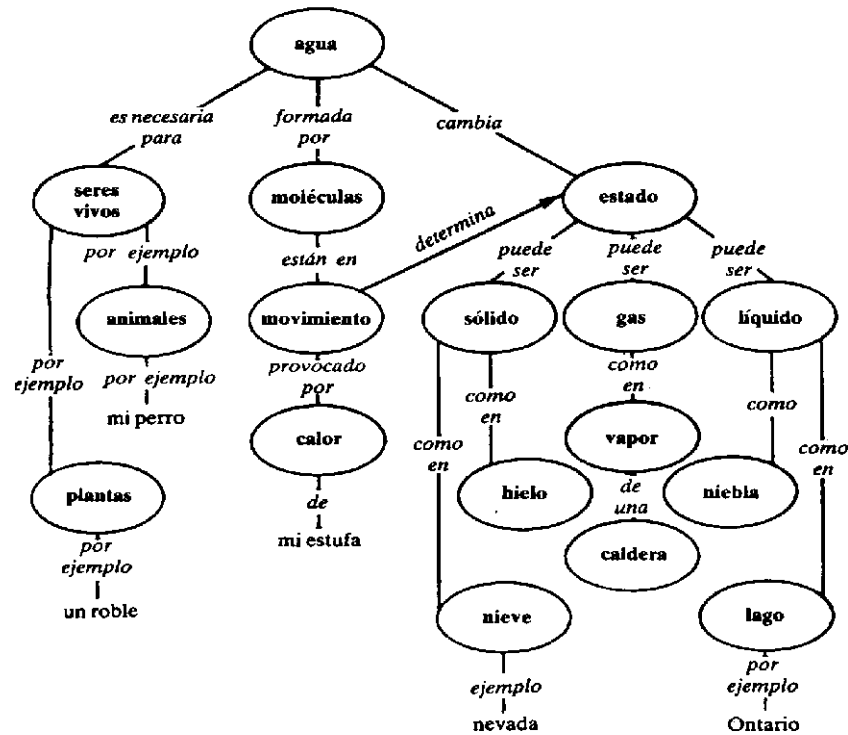 agua
es necesaria
para
formada
por
cambia
seres
vivos
moléculas
estado
por ejemplo
están en
determina
puede
ser
puede
ser
puede
ser
animales
movimiento
sólido
gas
líquido
por
ejemplo
por ejemplo
provocado
por
como
en
como
en
como
mi perro
calor
como
en
vapor
como
en
plantas
de
hielo
de
una
niebla
mi estufa
caldera
por
ejemplo
un roble
nieve
lago
ejemplo
por
ejemplo
nevada
Ontario